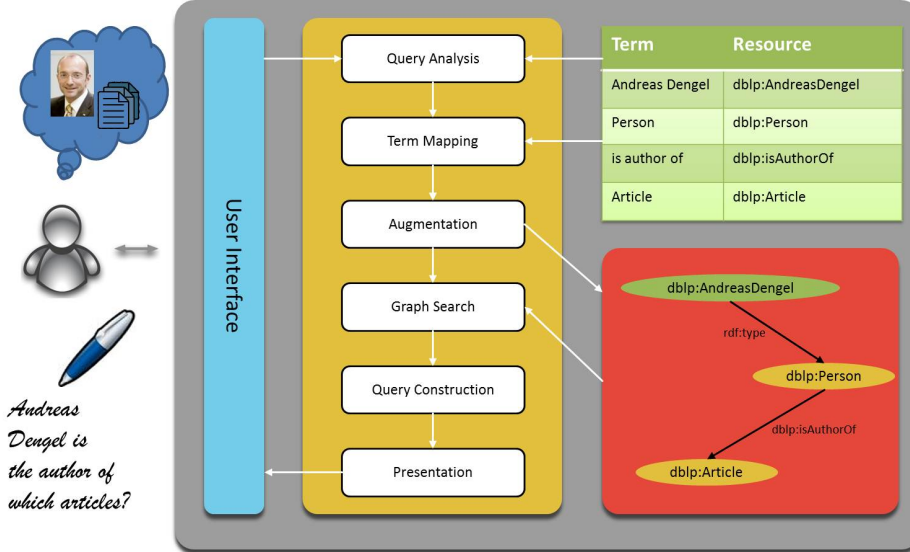 Andreas
Dengel is
the author of
which articles?
User Interface
Query Analysis
Term Mapping
Augmentation
Graph Search
Query Construction
Presentation
Term Resource
Andreas Dengel dblp:AndreasDengel
Person dblp:Person
is author of dblp:isAuthorOf
Article dblp:Article
dblp:AndreasDengel
rdf:type
dblp:Person
dblp:isAuthorOf
dblp:Article